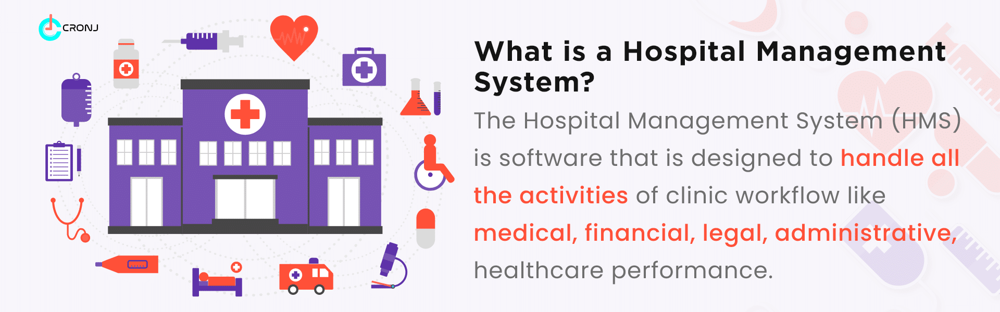 CRONJ
What is a Hospital Management
System?
The Hospital Management System (HMS)
is software that is designed to handle all
the activities of clinic workflow like
medical, financial, legal, administrative,
healthcare performance.